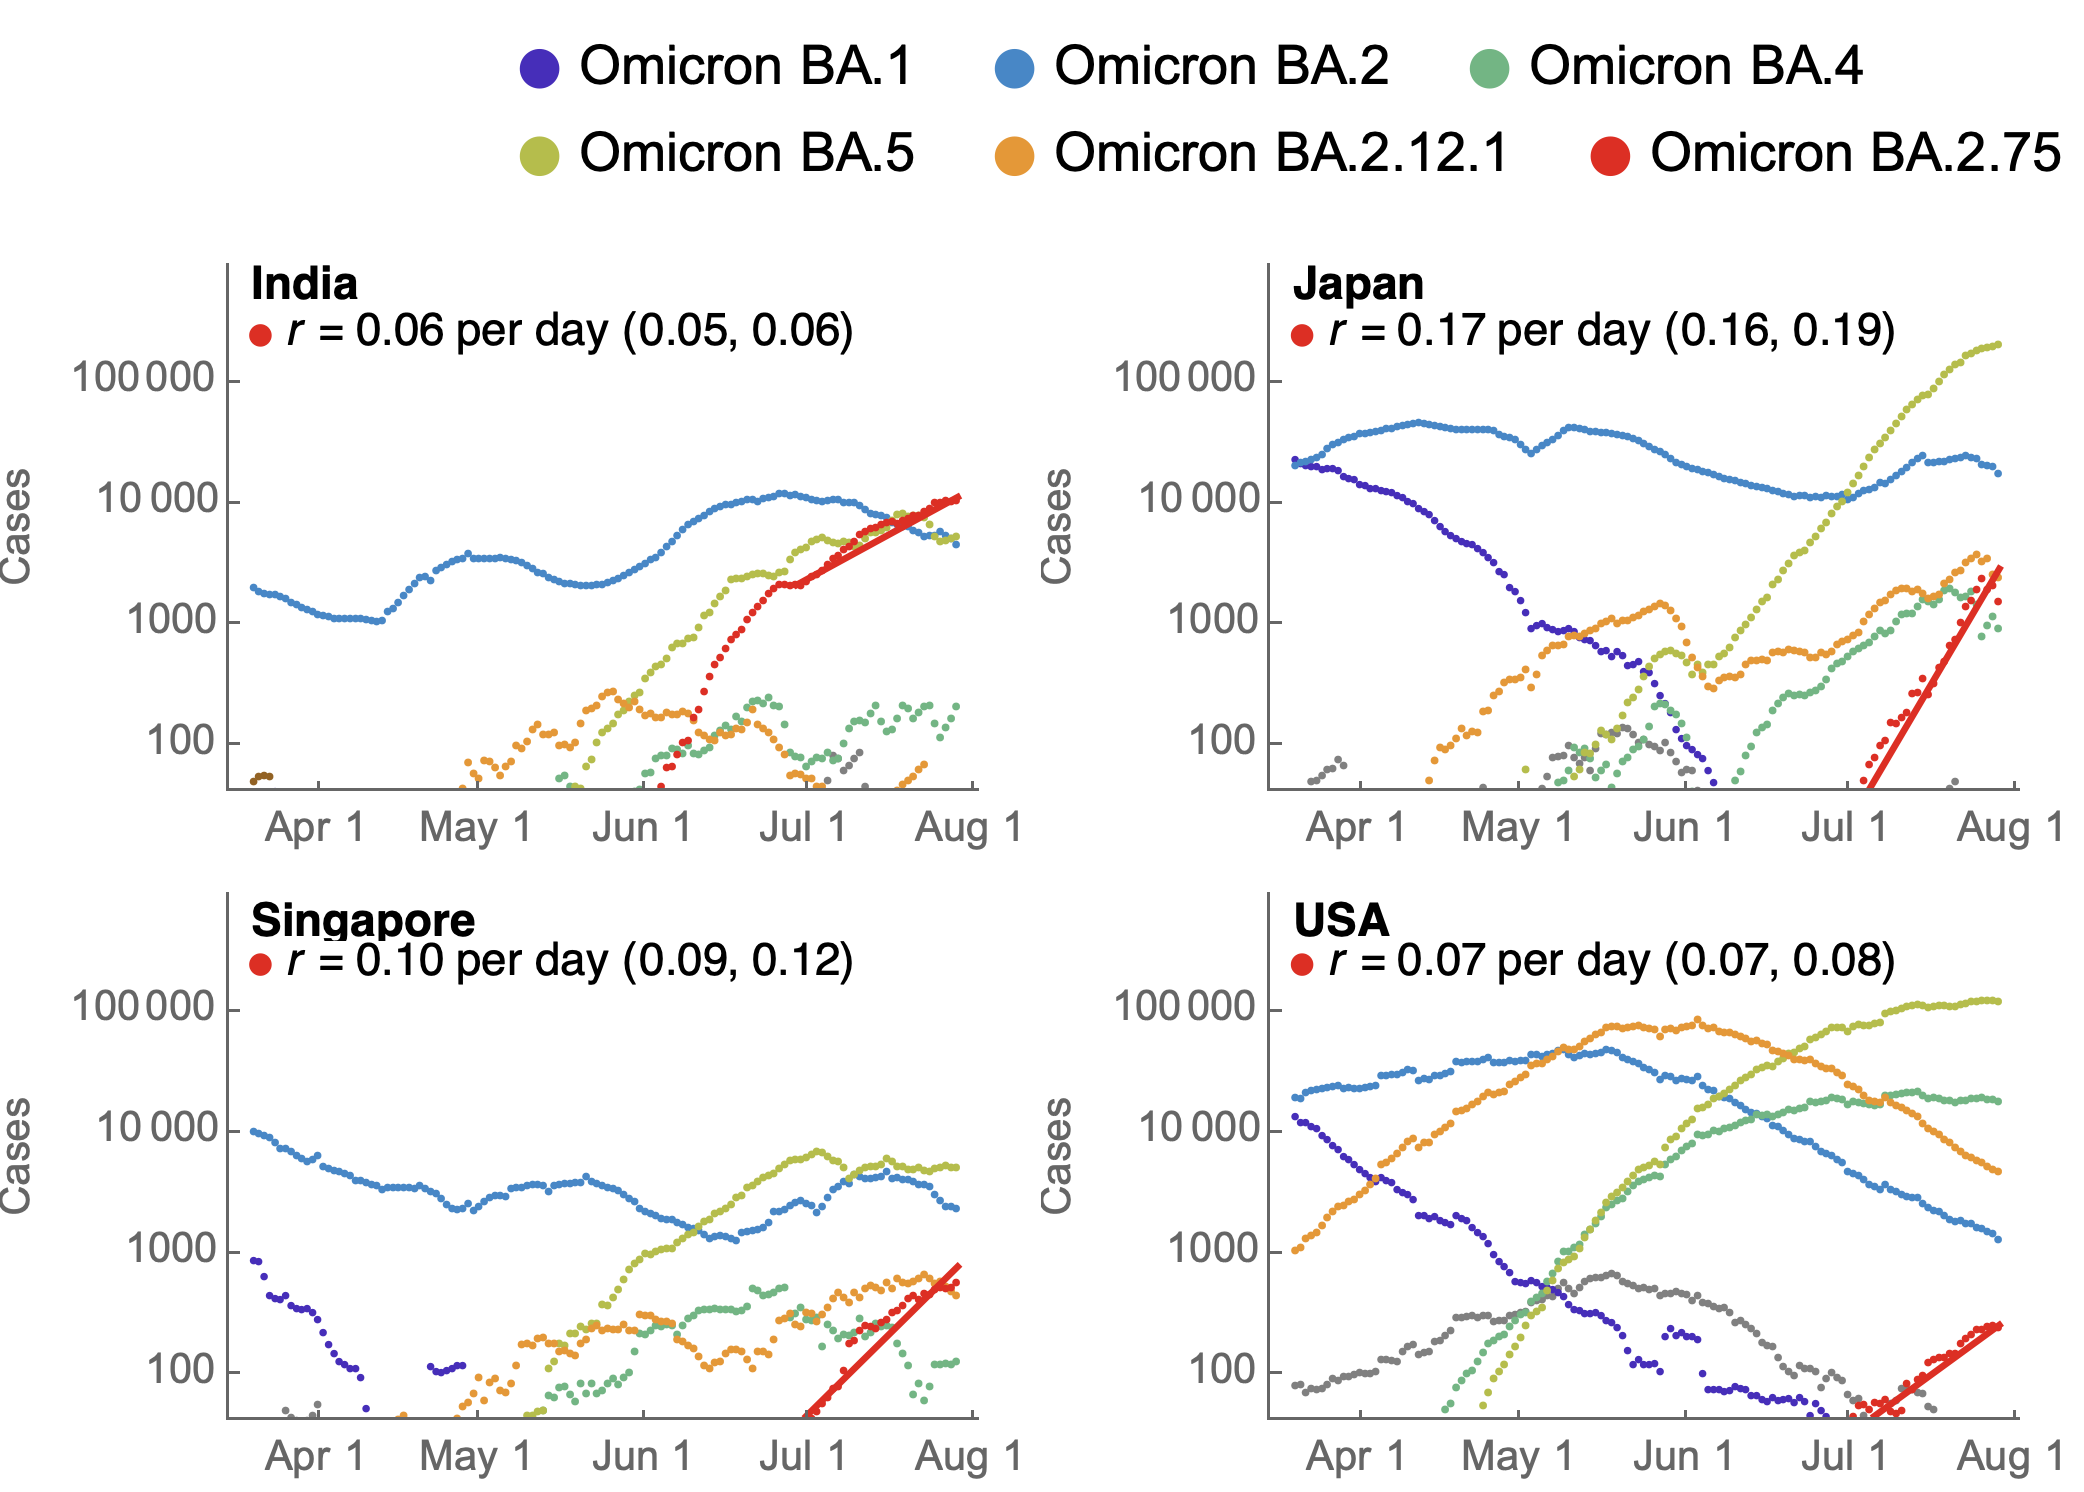 Omicron BA.1 Omicron BA.2 Omicron BA.4
Omicron BA.5 Omicron BA.2.12.1 Omicron BA.2.75
India
r = 0.06 per day (0.05, 0.06)
100 000
10 000
1000
100
Cases
Apr 1 May 1 Jun 1 Jul 1 Aug 1
Japan
r = 0.17 per day (0.16, 0.19)
100 000
10 000
1000
100
Cases
Apr 1 May 1 Jun 1 Jul 1 Aug 1
Singapore
r = 0.10 per day (0.09, 0.12)
100 000
10 000
1000
100
Cases
Apr 1 May 1 Jun 1 Jul 1 Aug 1
USA
r = 0.07 per day (0.07, 0.08)
100 000
10 000
1000
100
Cases
Apr 1 May 1 Jun 1 Jul 1 Aug 1